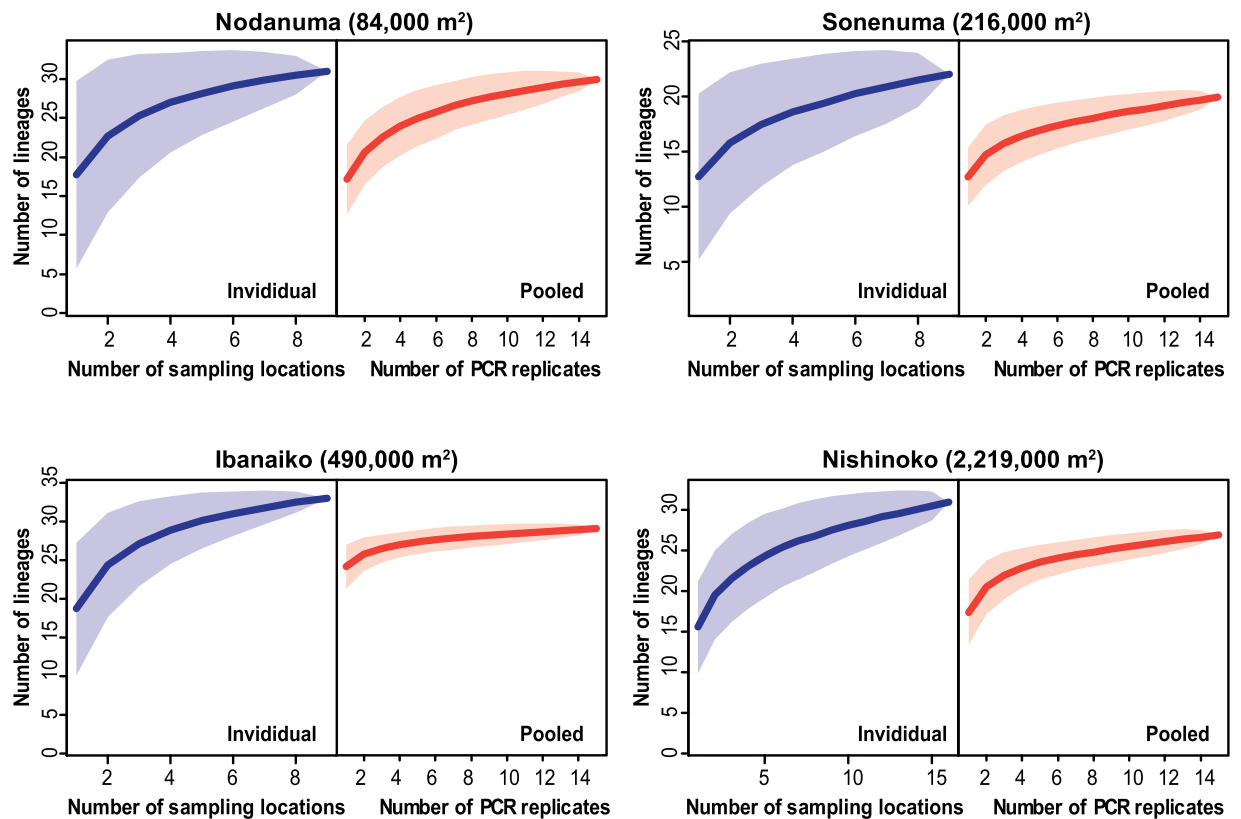 Nodanuma (84,000 m²)
Number of lineages
0 5 10 15 20 25 30
Invididual
Pooled
2 4 6 8
2 4 6 8 10 12 14
Number of sampling locations
Number of PCR replicates
Sonenuma (216,000 m²)
Number of lineages
5 10 15 20 25
Invididual
Pooled
2 4 6 8
2 4 6 8 10 12 14
Number of sampling locations
Number of PCR replicates
Ibanaiko (490,000 m²)
Number of lineages
0 5 10 15 20 25 30 35
Invididual
Pooled
2 4 6 8
2 4 6 8 10 12 14
Number of sampling locations
Number of PCR replicates
Nishinoko (2,219,000 m²)
Number of lineages
0 5 10 15 20 25 30
Invididual
Pooled
5 10 15
2 4 6 8 10 12 14
Number of sampling locations
Number of PCR replicates